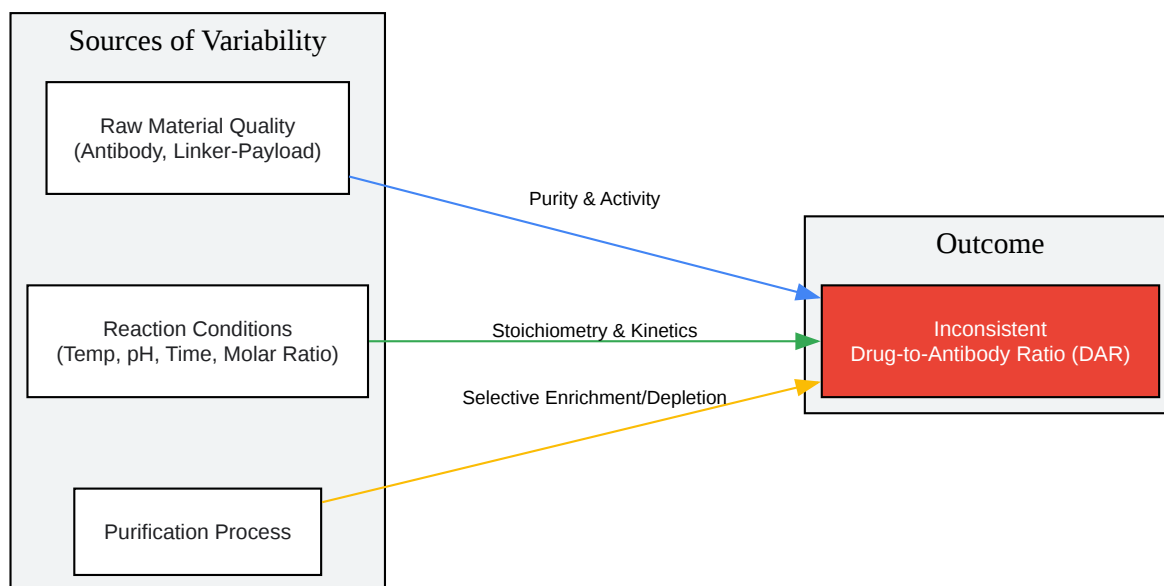 Sources of Variability
Raw Material Quality
(Antibody, Linker-Payload)
Purity & Activity
Reaction Conditions
(Temp, pH, Time, Molar Ratio)
Stoichiometry & Kinetics
Purification Process
Selective Enrichment/Depletion
Outcome
Inconsistent
Drug-to-Antibody Ratio (DAR)